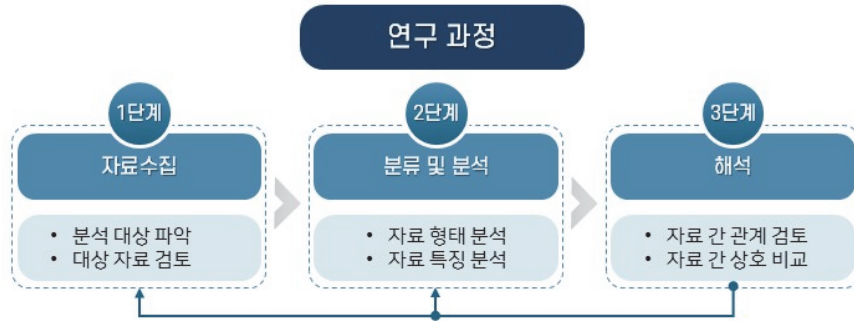 연구 과정
1단계
자료수집
• 분석 대상 파악
• 대상 자료 검토
2단계
분류 및 분석
• 자료 형태 분석
• 자료 특징 분석
3단계
해석
• 자료 간 관계 검토
• 자료 간 상호 비교